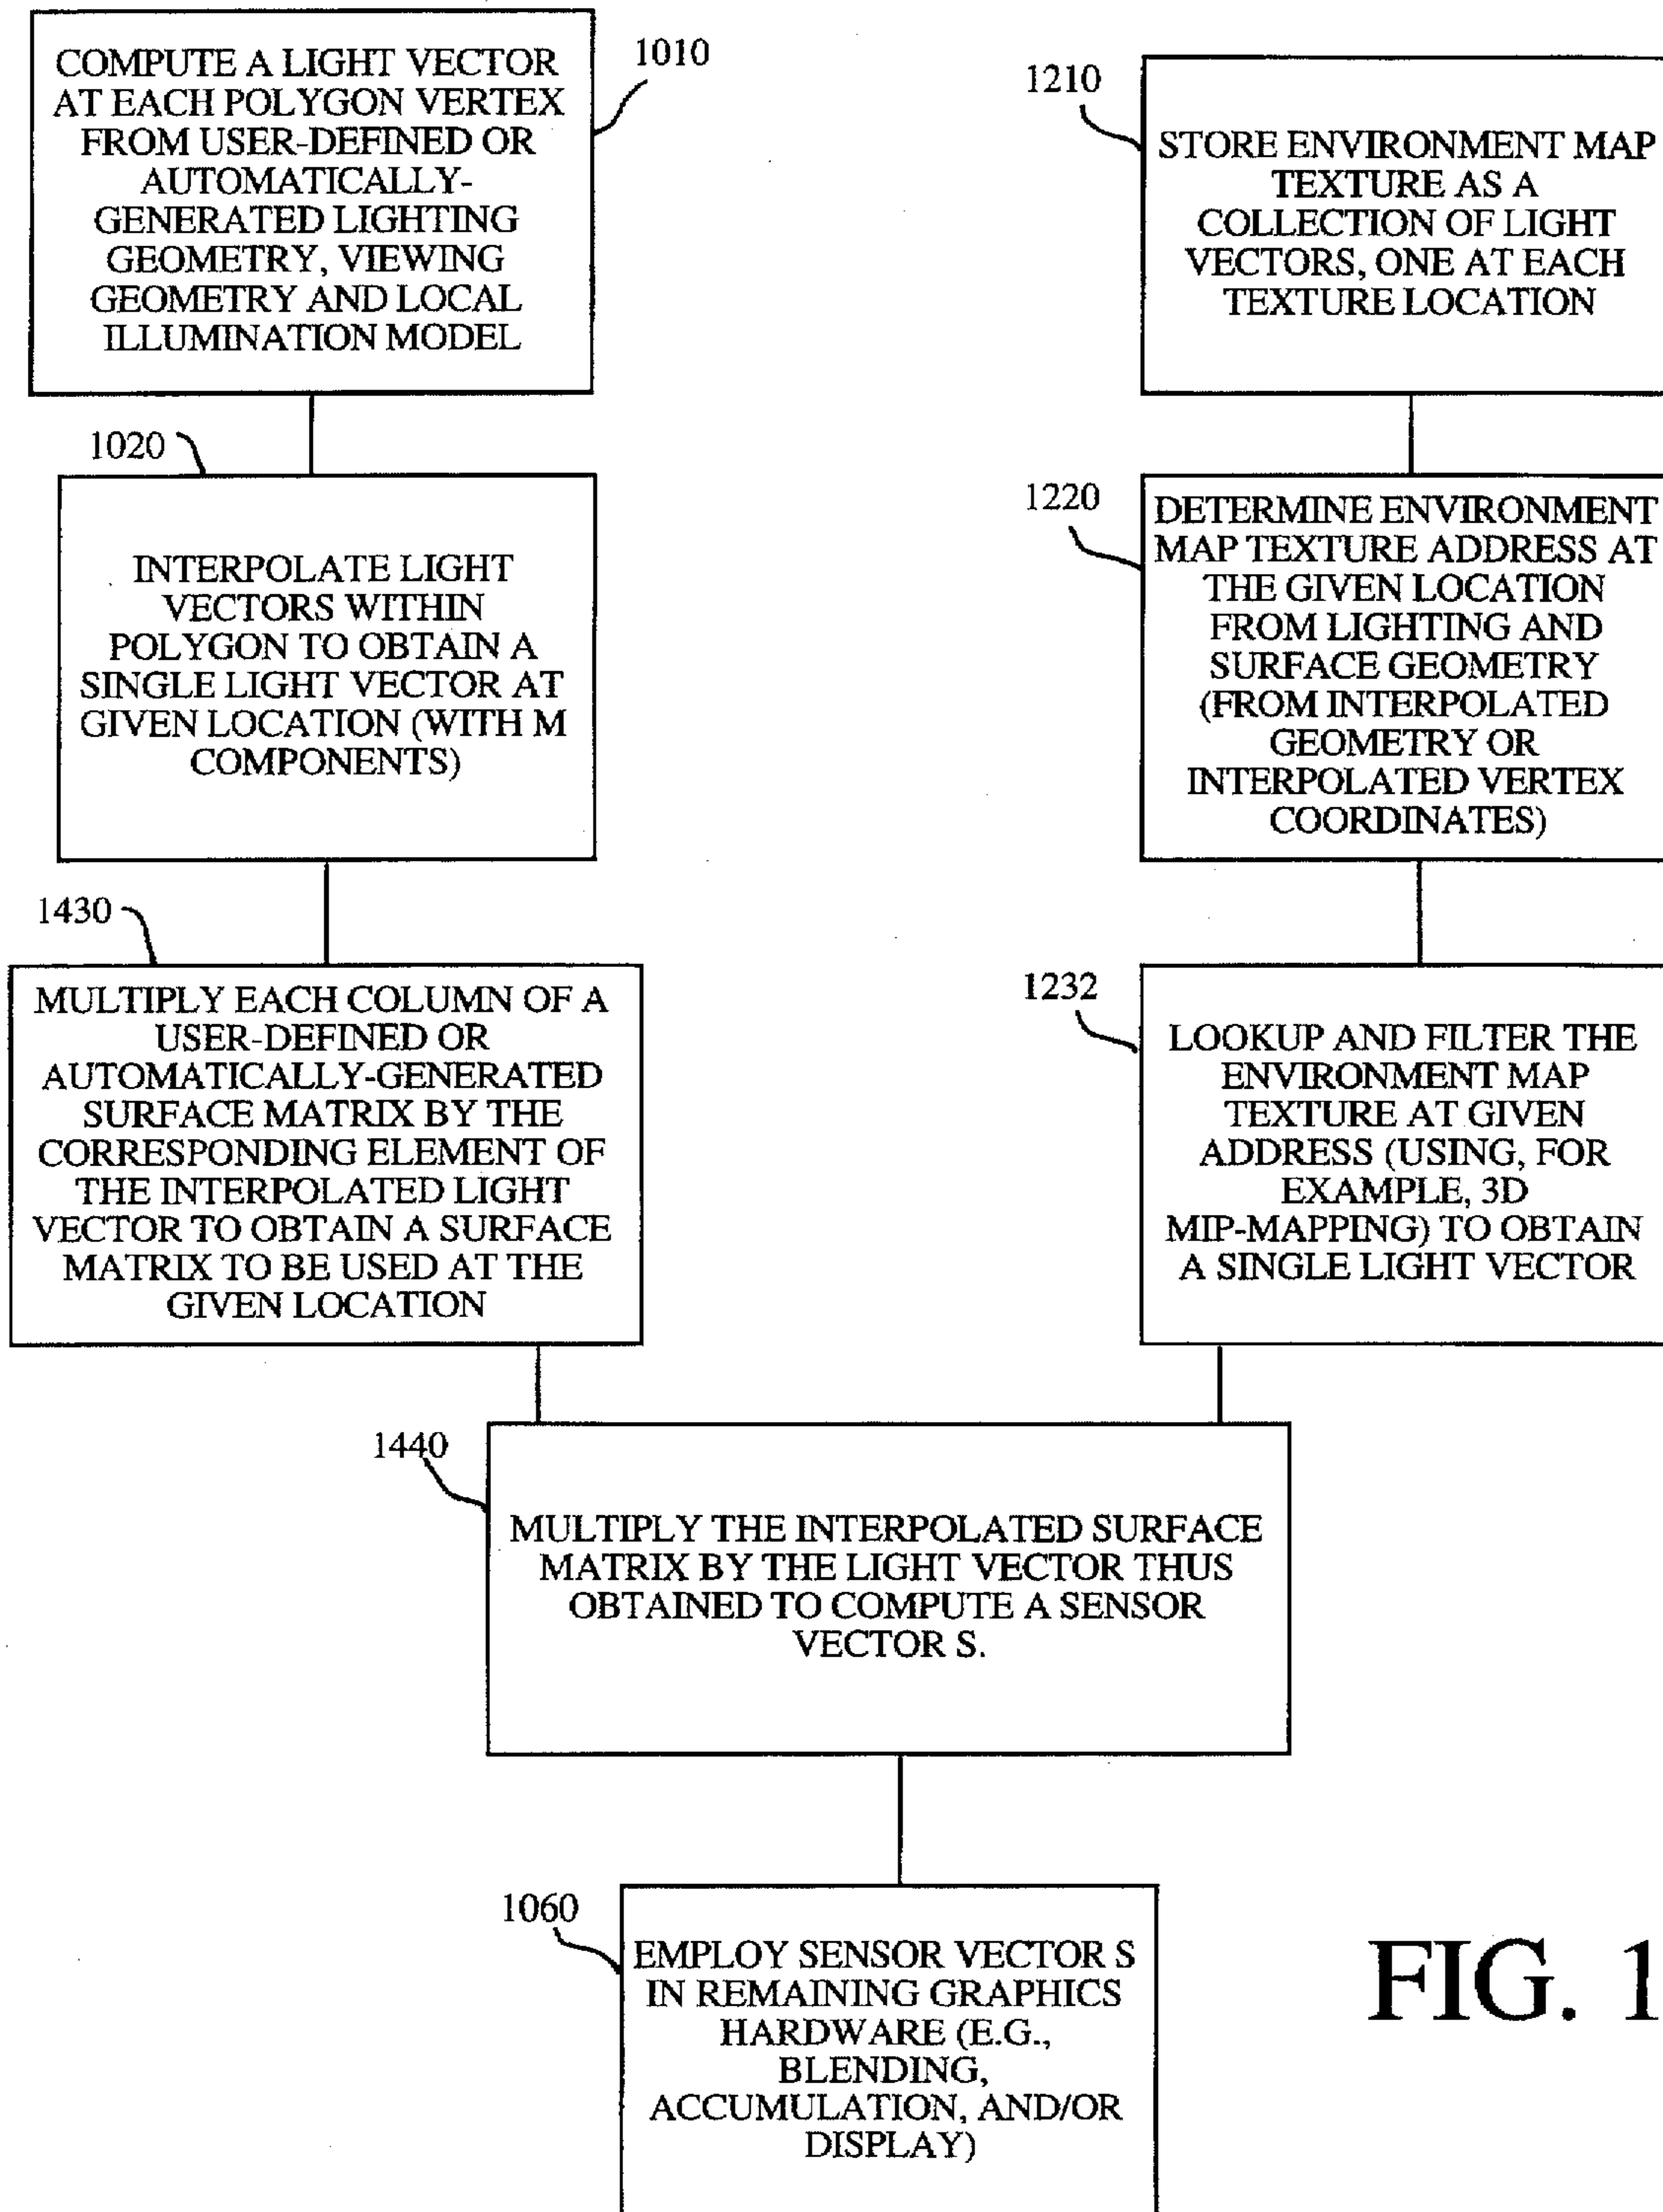 COMPUTE A LIGHT VECTOR
AT EACH POLYGON VERTEX
FROM USER-DEFINED OR
AUTOMATICALLY-
GENERATED LIGHTING
GEOMETRY, VIEWING
GEOMETRY AND LOCAL
ILLUMINATION MODEL
1010
1020
INTERPOLATE LIGHT
VECTORS WITHIN
POLYGON TO OBTAIN A
SINGLE LIGHT VECTOR AT
GIVEN LOCATION (WITH M
COMPONENTS)
1430
MULTIPLY EACH COLUMN OF A
USER-DEFINED OR
AUTOMATICALLY-GENERATED
SURFACE MATRIX BY THE
CORRESPONDING ELEMENT OF
THE INTERPOLATED LIGHT
VECTOR TO OBTAIN A SURFACE
MATRIX TO BE USED AT THE
GIVEN LOCATION
1210
STORE ENVIRONMENT MAP
TEXTURE AS A
COLLECTION OF LIGHT
VECTORS, ONE AT EACH
TEXTURE LOCATION
1220
DETERMINE ENVIRONMENT
MAP TEXTURE ADDRESS AT
THE GIVEN LOCATION
FROM LIGHTING AND
SURFACE GEOMETRY
(FROM INTERPOLATED
GEOMETRY OR
INTERPOLATED VERTEX
COORDINATES)
1232
LOOKUP AND FILTER THE
ENVIRONMENT MAP
TEXTURE AT GIVEN
ADDRESS (USING, FOR
EXAMPLE, 3D
MIP-MAPPING) TO OBTAIN
A SINGLE LIGHT VECTOR
1440
MULTIPLY THE INTERPOLATED SURFACE
MATRIX BY THE LIGHT VECTOR THUS
OBTAINED TO COMPUTE A SENSOR
VECTOR S.
1060
EMPLOY SENSOR VECTOR S
IN REMAINING GRAPHICS
HARDWARE (E.G.,
BLENDING,
ACCUMULATION, AND/OR
DISPLAY)
FIG. 1